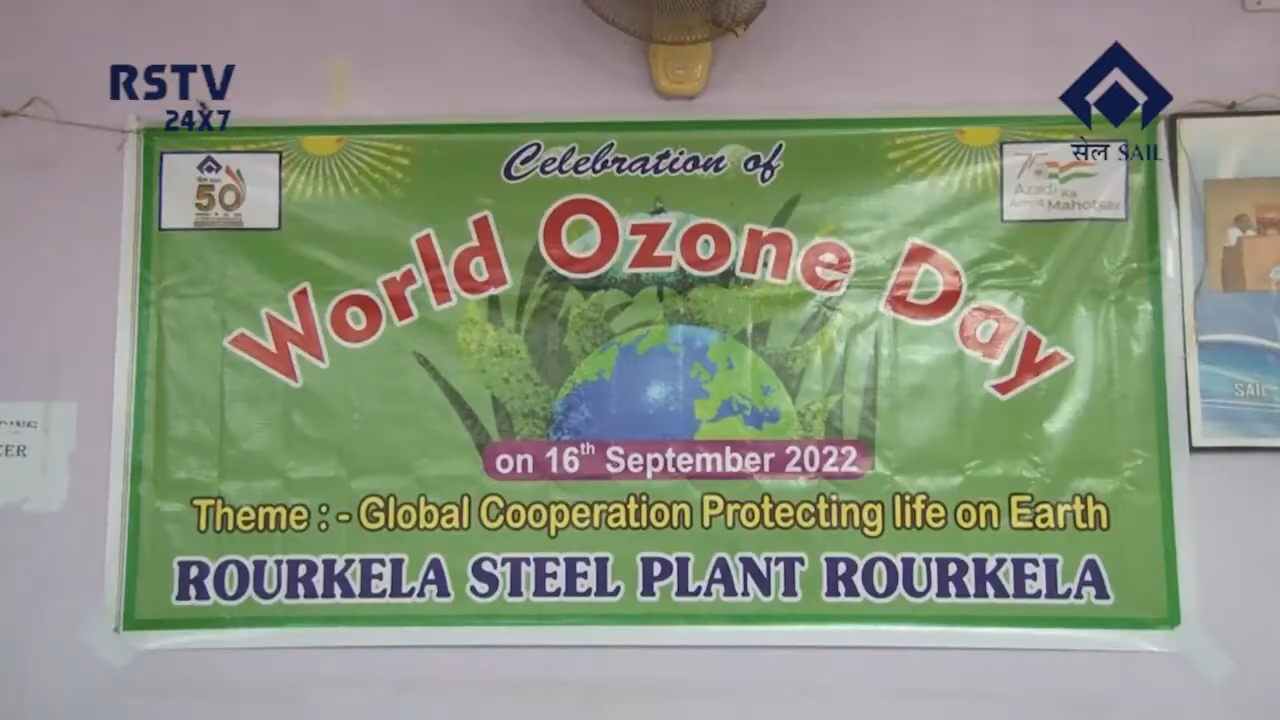 RSTV
24X7
सेल SAIL
Celebration of
50
75
Azadi Ka
Amrit Mahotsav
World Ozone Day
on 16th September 2022
Theme : - Global Cooperation Protecting life on Earth
ROURKELA STEEL PLANT ROURKELA
SAIL
CER